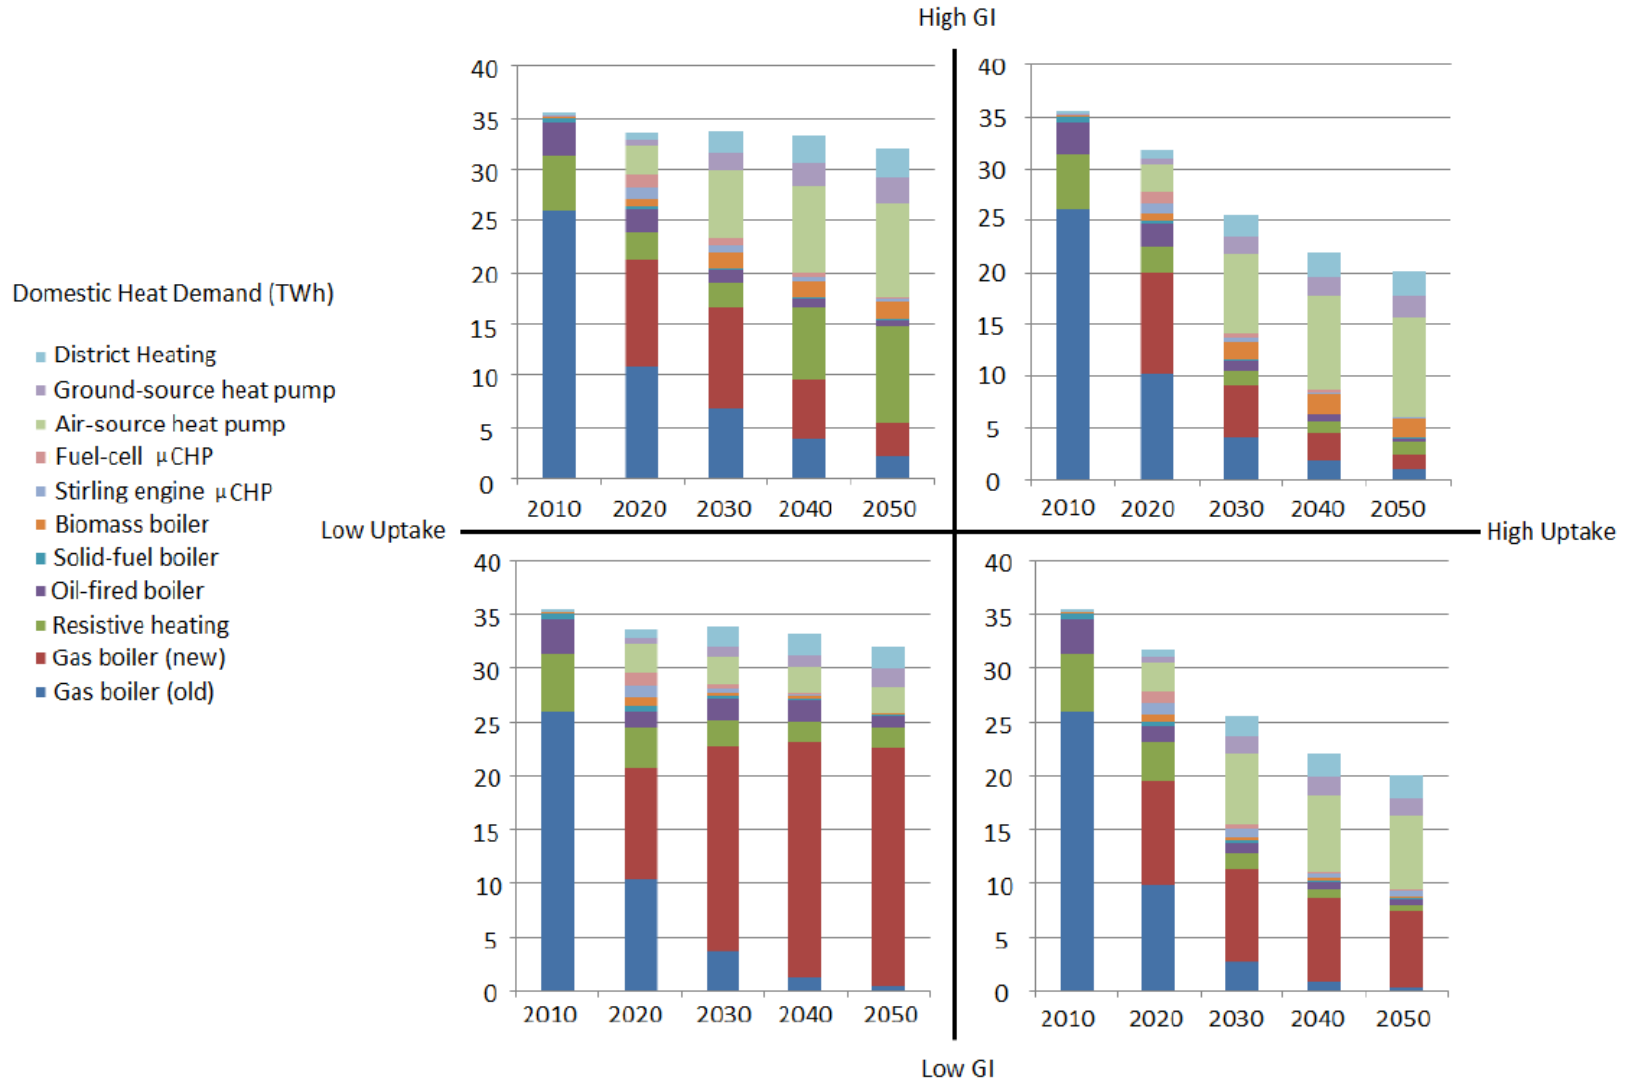 High GI
40
35
30
25
20
15
10
5
0
2010 2020 2030 2040 2050
40
35
30
25
20
15
10
5
0
2010 2020 2030 2040 2050
Domestic Heat Demand (TWh)
District Heating
Ground-source heat pump
Air-source heat pump
Fuel-cell μCHP
Stirling engine μCHP
Biomass boiler
Solid-fuel boiler
Oil-fired boiler
Resistive heating
Gas boiler (new)
Gas boiler (old)
Low Uptake
High Uptake
40
35
30
25
20
15
10
5
0
2010 2020 2030 2040 2050
40
35
30
25
20
15
10
5
0
2010 2020 2030 2040 2050
Low GI